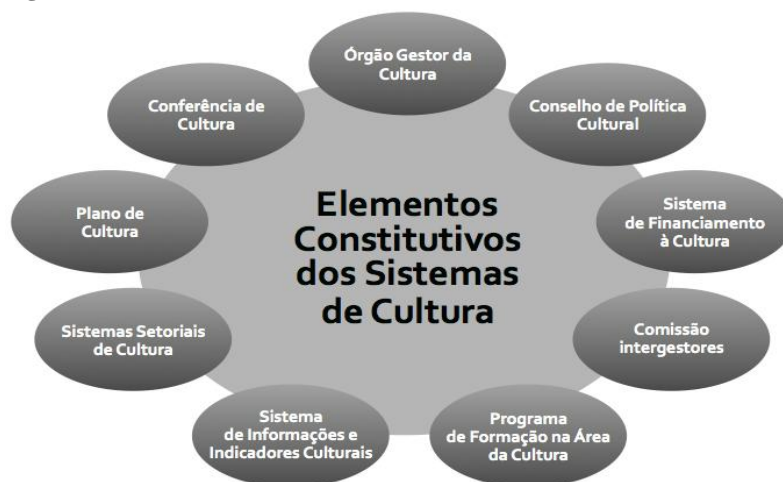 Órgão Gestor da
Cultura
Conferência de
Cultura
Conselho de Política
Cultural
Plano de
Cultura
Elementos
Constitutivos
dos Sistemas
de Cultura
Sistema
de Financiamento
à Cultura
Sistemas Setoriais
de Cultura
Comissão
intergestores
Sistema
de Informações e
Indicadores Culturais
Programa
de Formação na Área
da Cultura